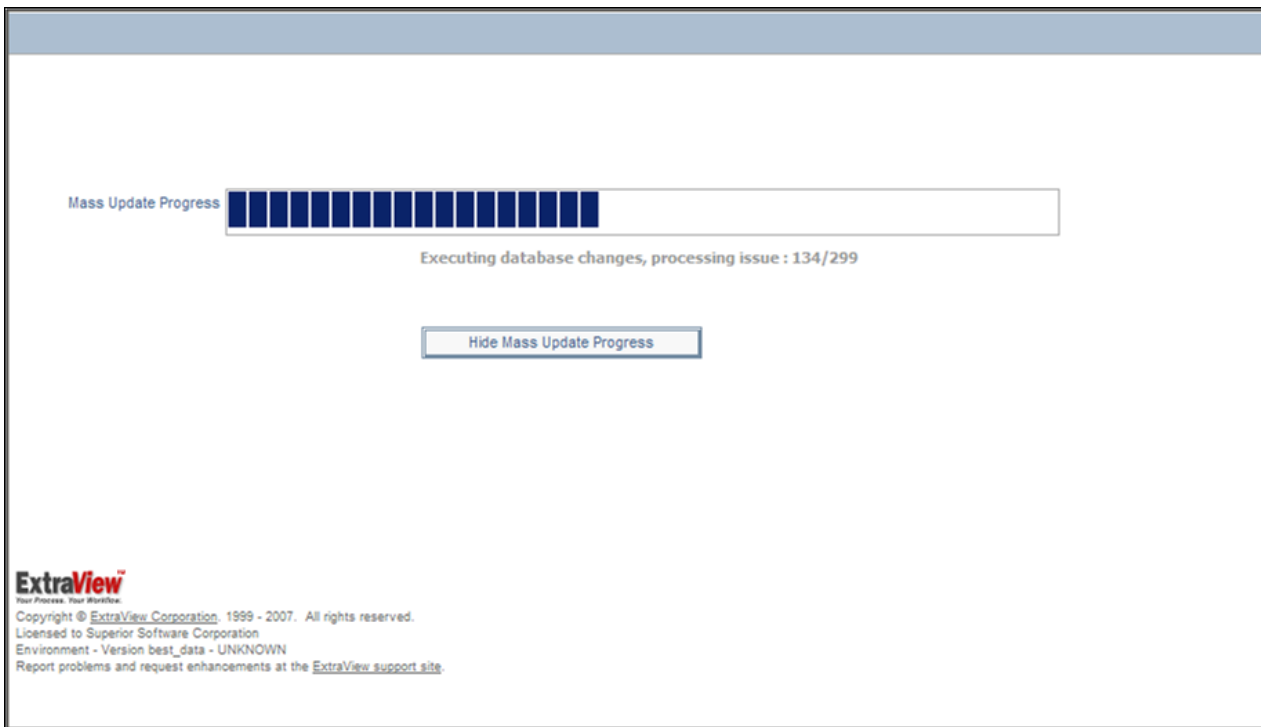 Mass Update Progress
Executing database changes, processing issue : 134/299
Hide Mass Update Progress
ExtraView™
Your Process. Your Workflow.
Copyright © ExtraView Corporation. 1999 - 2007. All rights reserved.
Licensed to Superior Software Corporation
Environment - Version best_data - UNKNOWN
Report problems and request enhancements at the ExtraView support site.